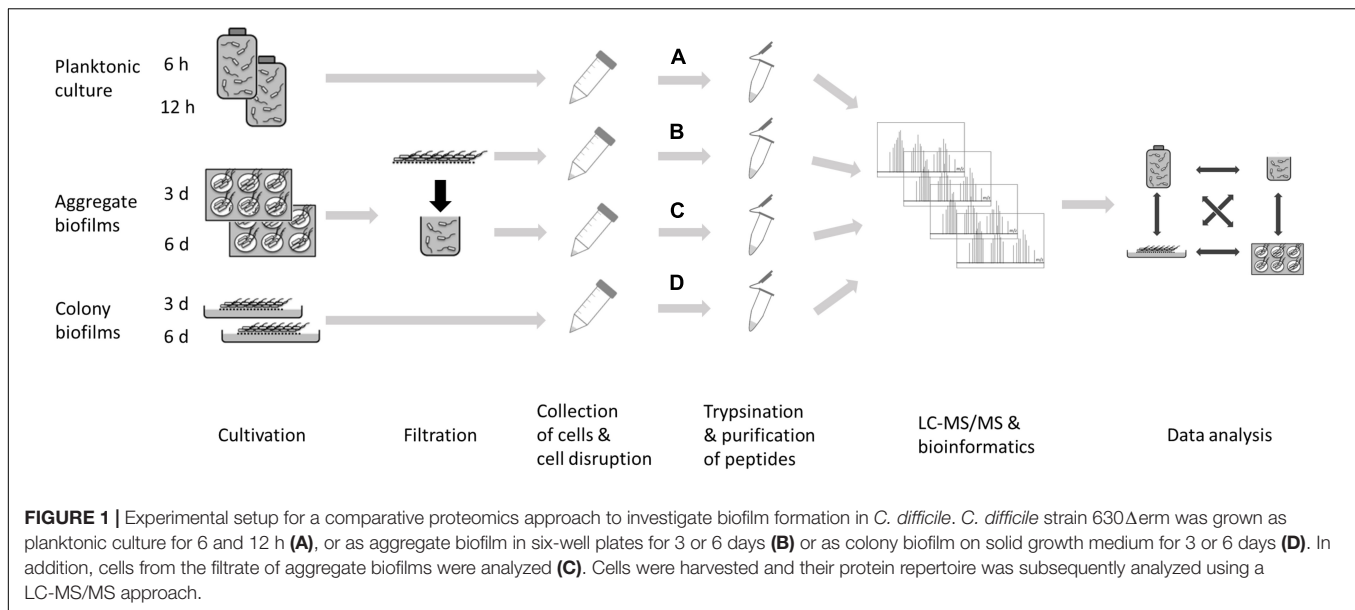 Planktonic
culture
6 h
12 h
A
B
Aggregate
biofilms
3 d
6 d
C
Colony
biofilms
3 d
6 d
D
m/z
m/z
m/z
m/z
Cultivation
Filtration
Collection
of cells &
cell disruption
Trypsination
& purification
of peptides
LC-MS/MS &
bioinformatics
Data analysis
FIGURE 1 | Experimental setup for a comparative proteomics approach to investigate biofilm formation in C. difficile. C. difficile strain 630Δerm was grown as
planktonic culture for 6 and 12 h (A), or as aggregate biofilm in six-well plates for 3 or 6 days (B) or as colony biofilm on solid growth medium for 3 or 6 days (D). In
addition, cells from the filtrate of aggregate biofilms were analyzed (C). Cells were harvested and their protein repertoire was subsequently analyzed using a
LC-MS/MS approach.